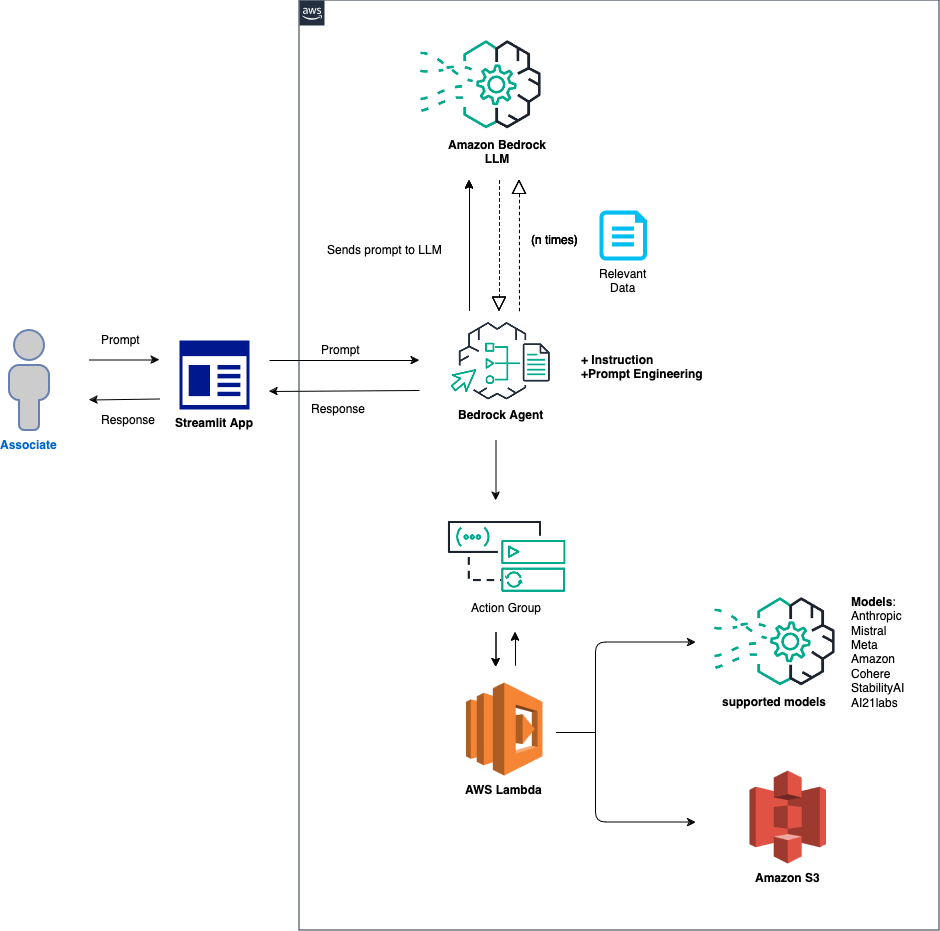 aws
Amazon Bedrock
LLM
Sends prompt to LLM
(n times)
Relevant
Data
Prompt
Response
Associate
Streamlit App
Prompt
Response
Bedrock Agent
+ Instruction
+Prompt Engineering
Action Group
AWS Lambda
supported models
Models:
Anthropic
Mistral
Meta
Amazon
Cohere
StabilityAI
AI21labs
Amazon S3